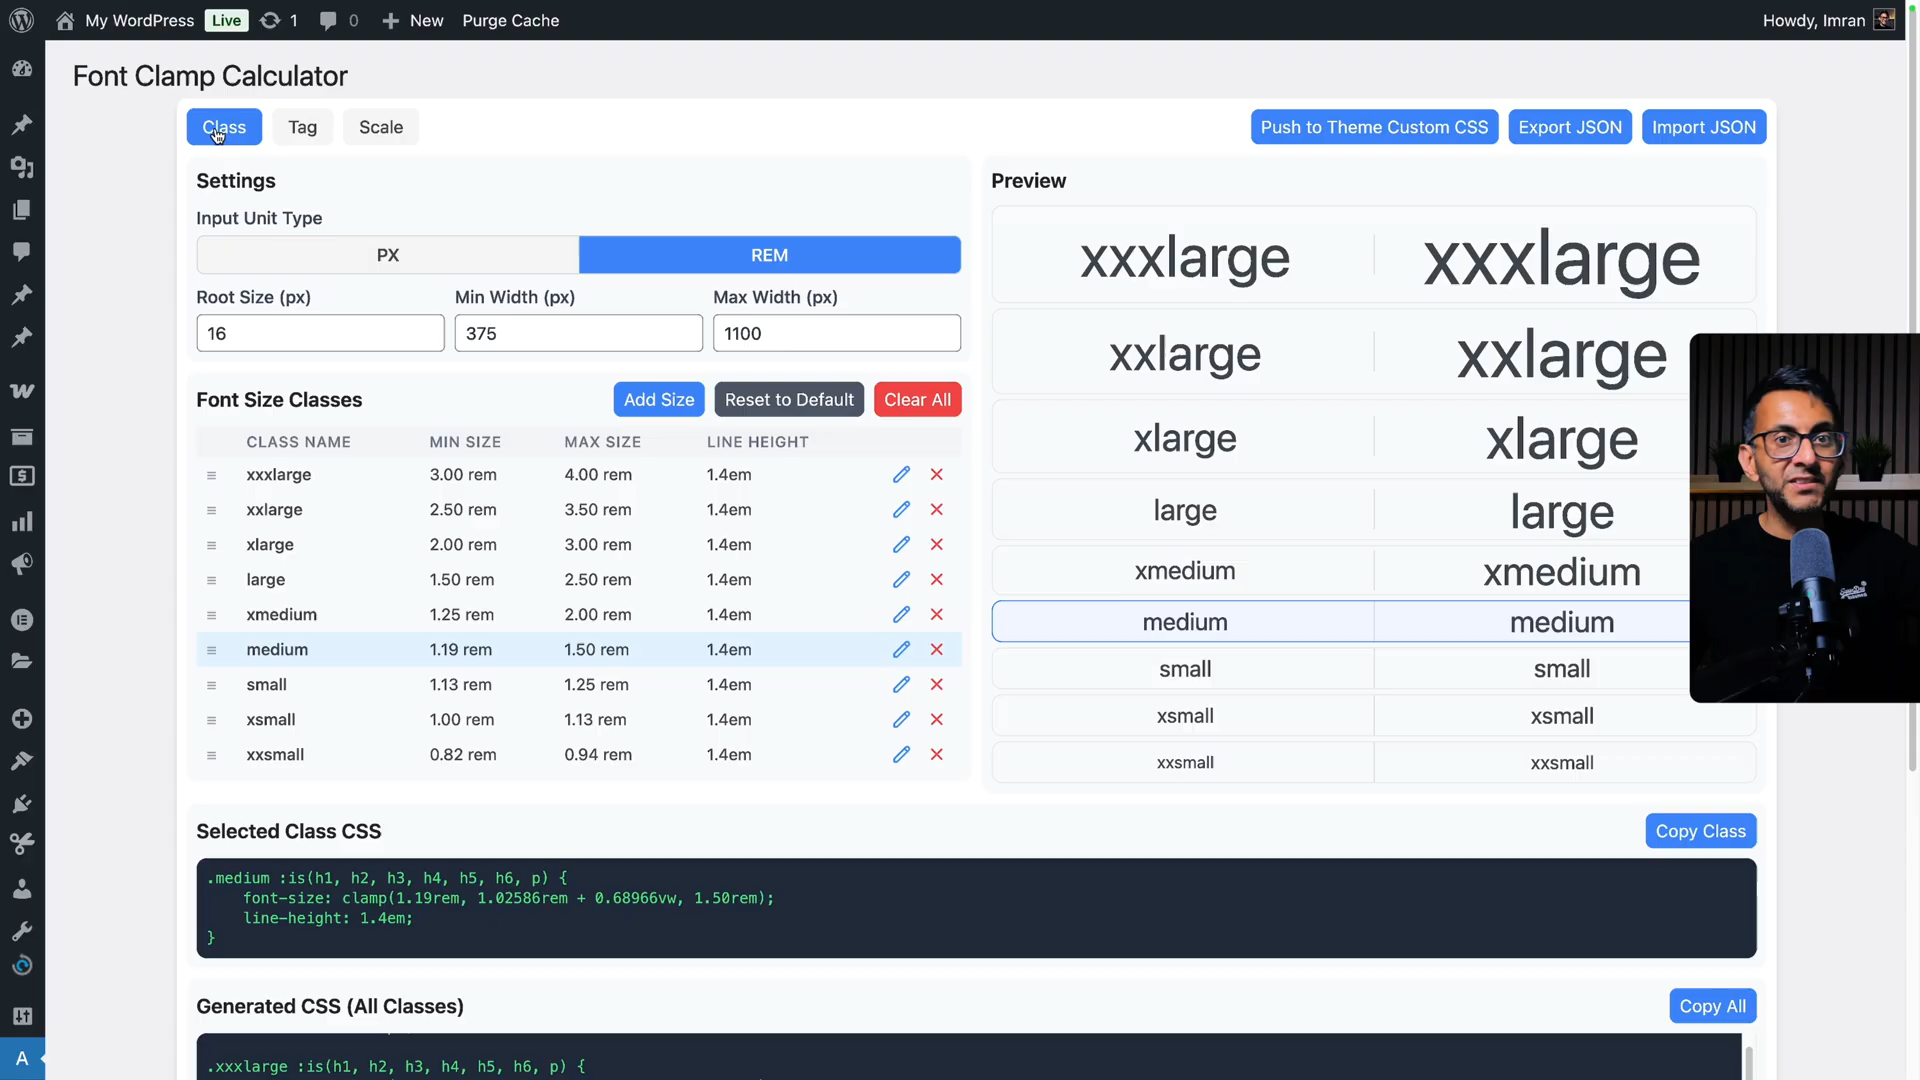 My WordPress Live 1 0 New Purge Cache Howdy, Imran
Font Clamp Calculator
Class Tag Scale Push to Theme Custom CSS Export JSON Import JSON
Settings
Input Unit Type
PX REM
Root Size (px) Min Width (px) Max Width (px)
16 375 1100
Font Size Classes Add Size Reset to Default Clear All
CLASS NAME MIN SIZE MAX SIZE LINE HEIGHT
xxxlarge 3.00 rem 4.00 rem 1.4em
xxlarge 2.50 rem 3.50 rem 1.4em
xlarge 2.00 rem 3.00 rem 1.4em
large 1.50 rem 2.50 rem 1.4em
xmedium 1.25 rem 2.00 rem 1.4em
medium 1.19 rem 1.50 rem 1.4em
small 1.13 rem 1.25 rem 1.4em
xsmall 1.00 rem 1.13 rem 1.4em
xxsmall 0.82 rem 0.94 rem 1.4em
Preview
xxxlarge xxxlarge
xxlarge xxlarge
xlarge xlarge
large large
xmedium xmedium
medium medium
small small
xsmall xsmall
xxsmall xxsmall
Selected Class CSS Copy Class
.medium :is(h1, h2, h3, h4, h5, h6, p) {
font-size: clamp(1.19rem, 1.02586rem + 0.68966vw, 1.50rem);
line-height: 1.4em;
}
Generated CSS (All Classes) Copy All
.xxxlarge :is(h1, h2, h3, h4, h5, h6, p) {
A